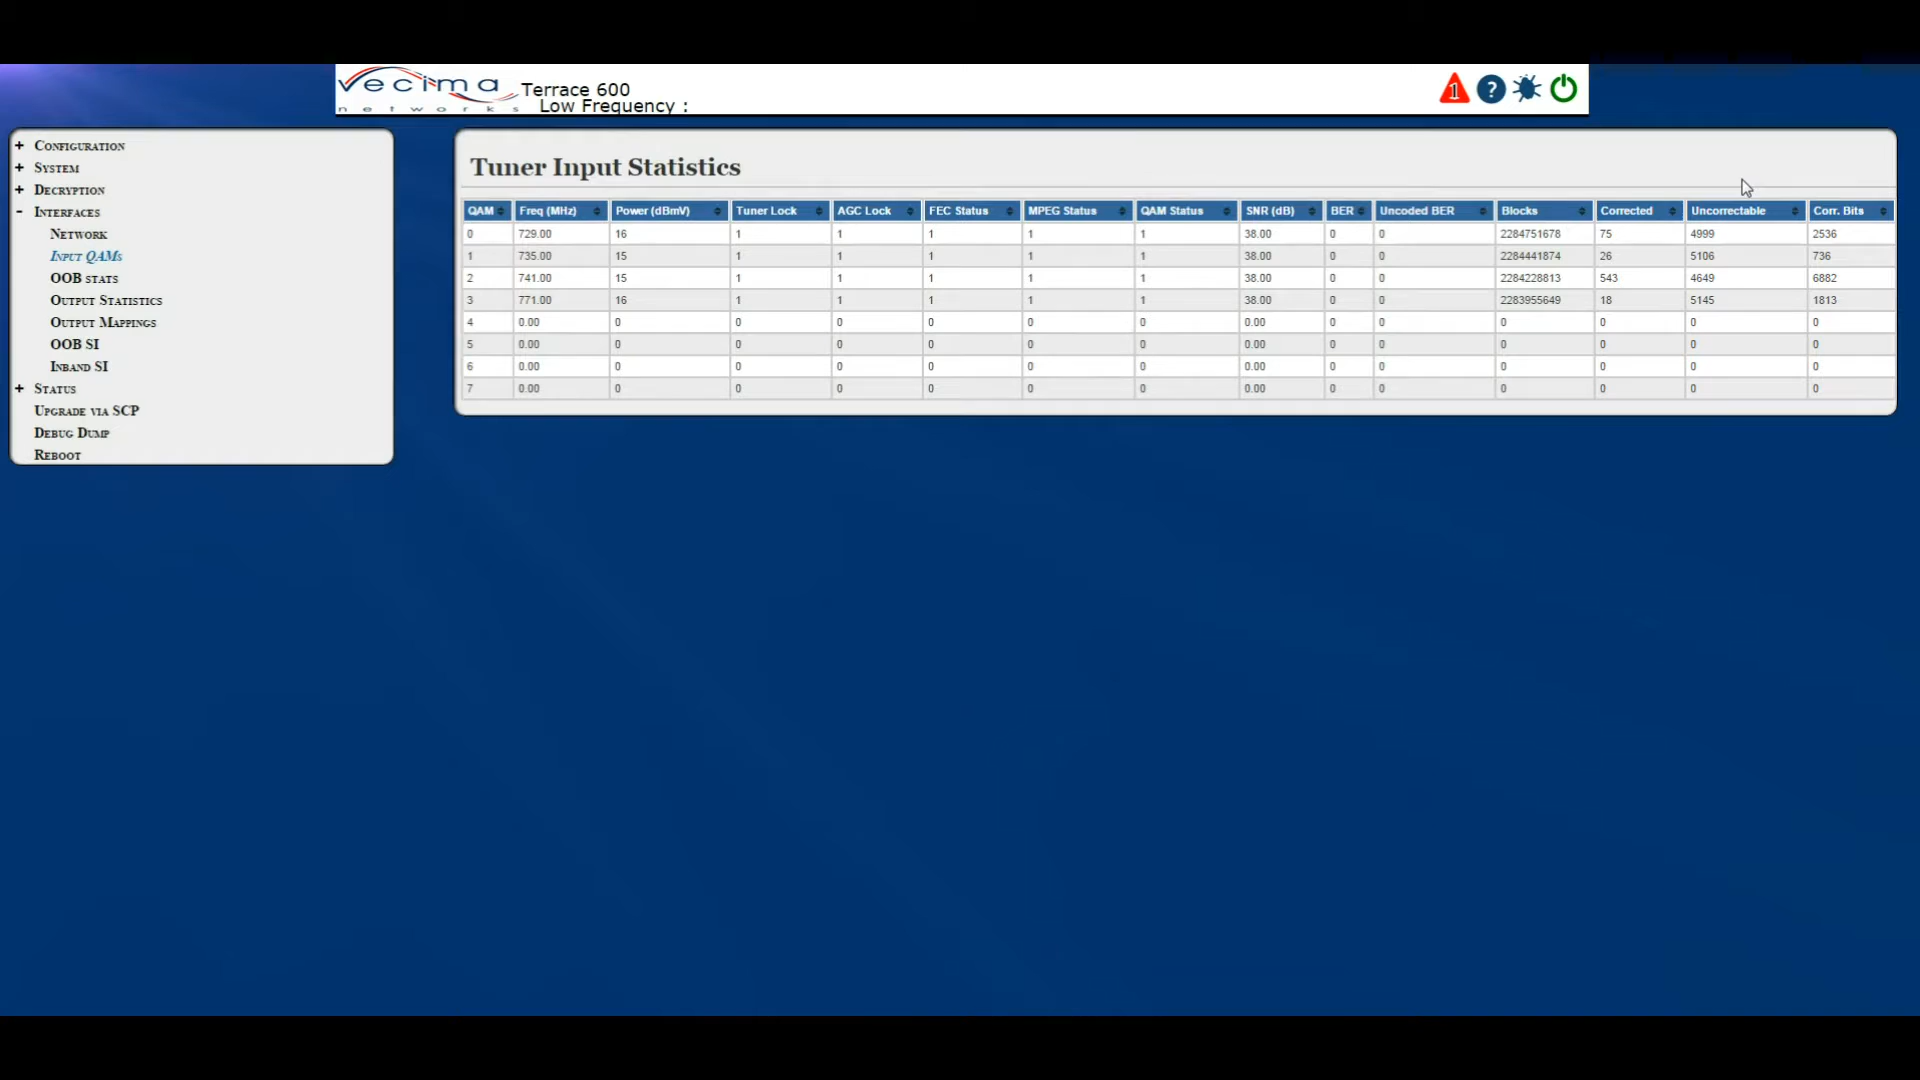 vecima
networks
Terrace 600
Low Frequency :
1 ?
+ CONFIGURATION
+ SYSTEM
+ DECRYPTION
- INTERFACES
NETWORK
INPUT QAMS
OOB STATS
OUTPUT STATISTICS
OUTPUT MAPPINGS
OOB SI
INBAND SI
+ STATUS
UPGRADE VIA SCP
DEBUG DUMP
REBOOT
Tuner Input Statistics
QAM Freq (MHz) Power (dBmV) Tuner Lock AGC Lock FEC Status MPEG Status QAM Status SNR (dB) BER Uncoded BER Blocks Corrected Uncorrectable Corr. Bits
0 729.00 16 1 1 1 1 1 38.00 0 0 2284751678 75 4999 2536
1 735.00 15 1 1 1 1 1 38.00 0 0 2284441874 26 5106 736
2 741.00 15 1 1 1 1 1 38.00 0 0 2284228813 543 4649 6882
3 771.00 16 1 1 1 1 1 38.00 0 0 2283955649 18 5145 1813
4 0.00 0 0 0 0 0 0 0.00 0 0 0 0 0 0
5 0.00 0 0 0 0 0 0 0.00 0 0 0 0 0 0
6 0.00 0 0 0 0 0 0 0.00 0 0 0 0 0 0
7 0.00 0 0 0 0 0 0 0.00 0 0 0 0 0 0